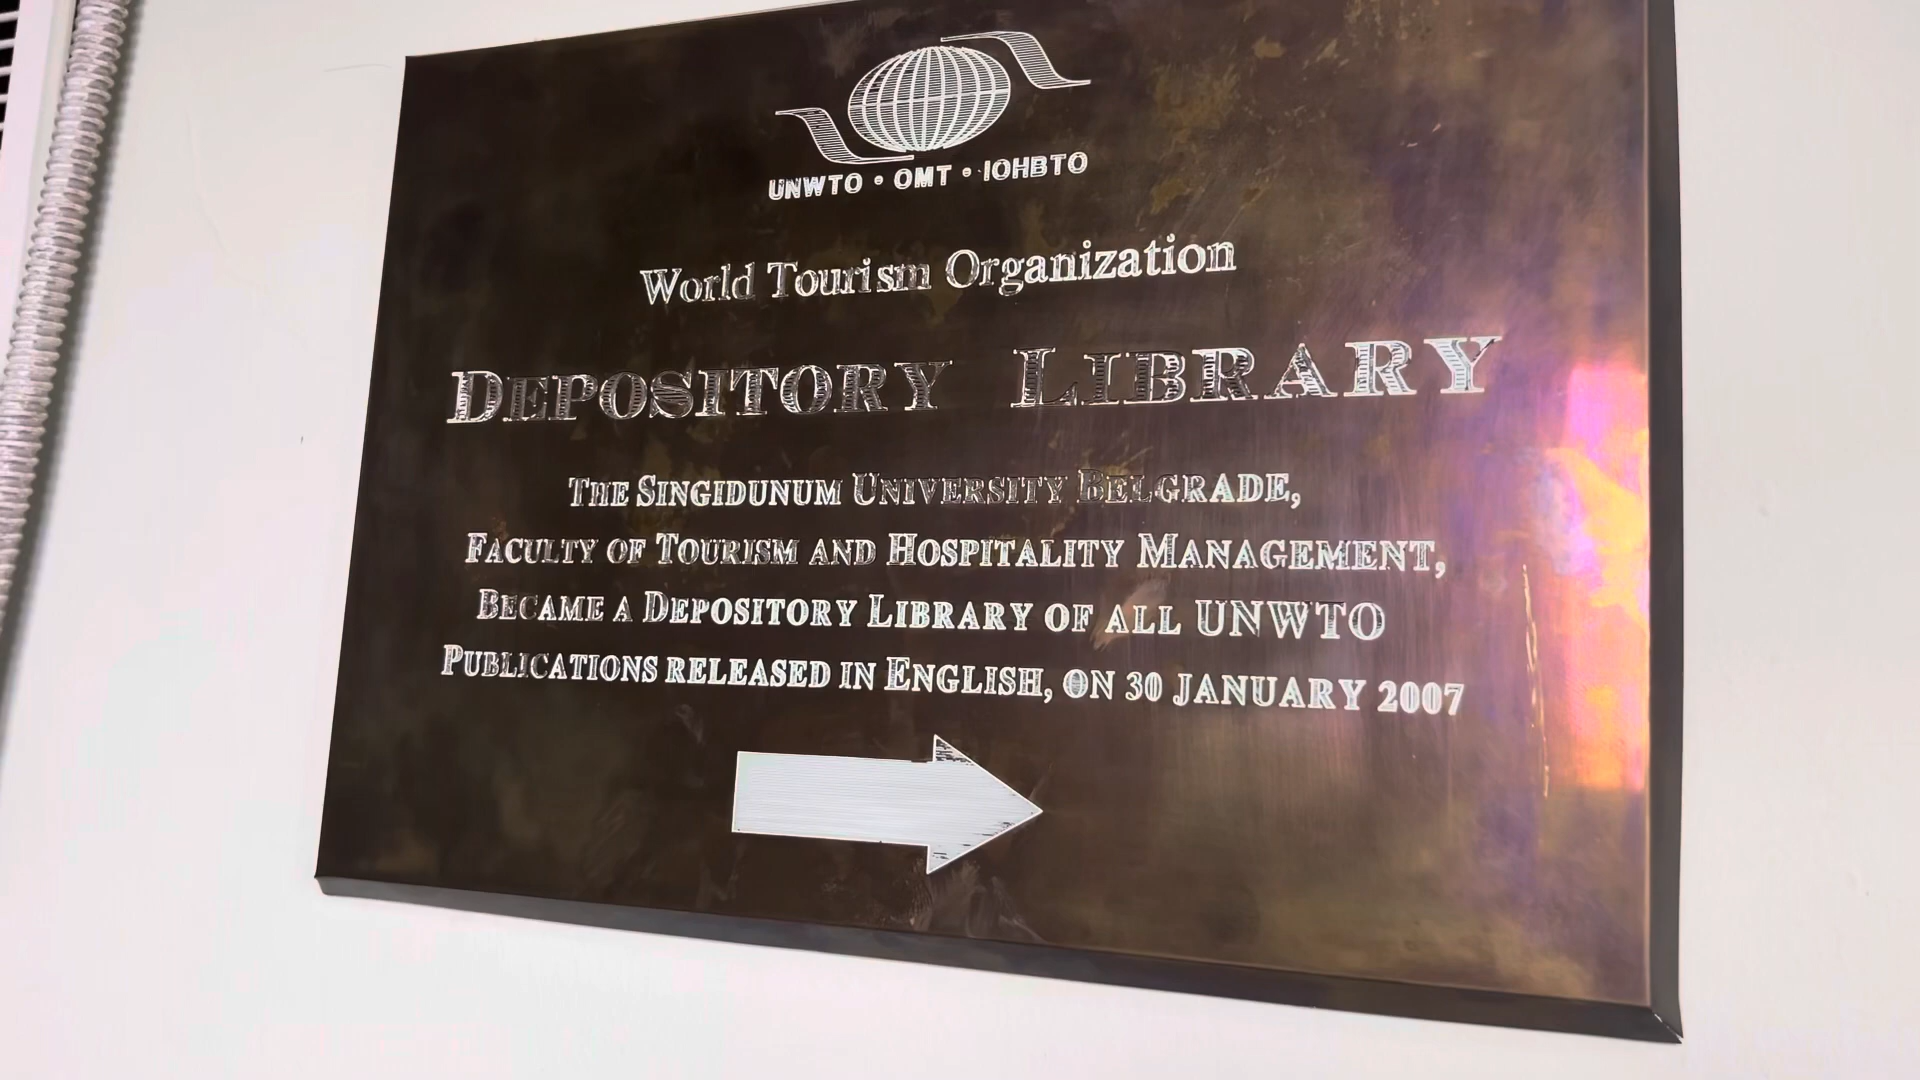 UNWTO • OMT • IOHBTO
World Tourism Organization
DEPOSITORY LIBRARY
THE SINGIDUNUM UNIVERSITY BELGRADE,
FACULTY OF TOURISM AND HOSPITALITY MANAGEMENT,
BECAME A DEPOSITORY LIBRARY OF ALL UNWTO
PUBLICATIONS RELEASED IN ENGLISH, ON 30 JANUARY 2007